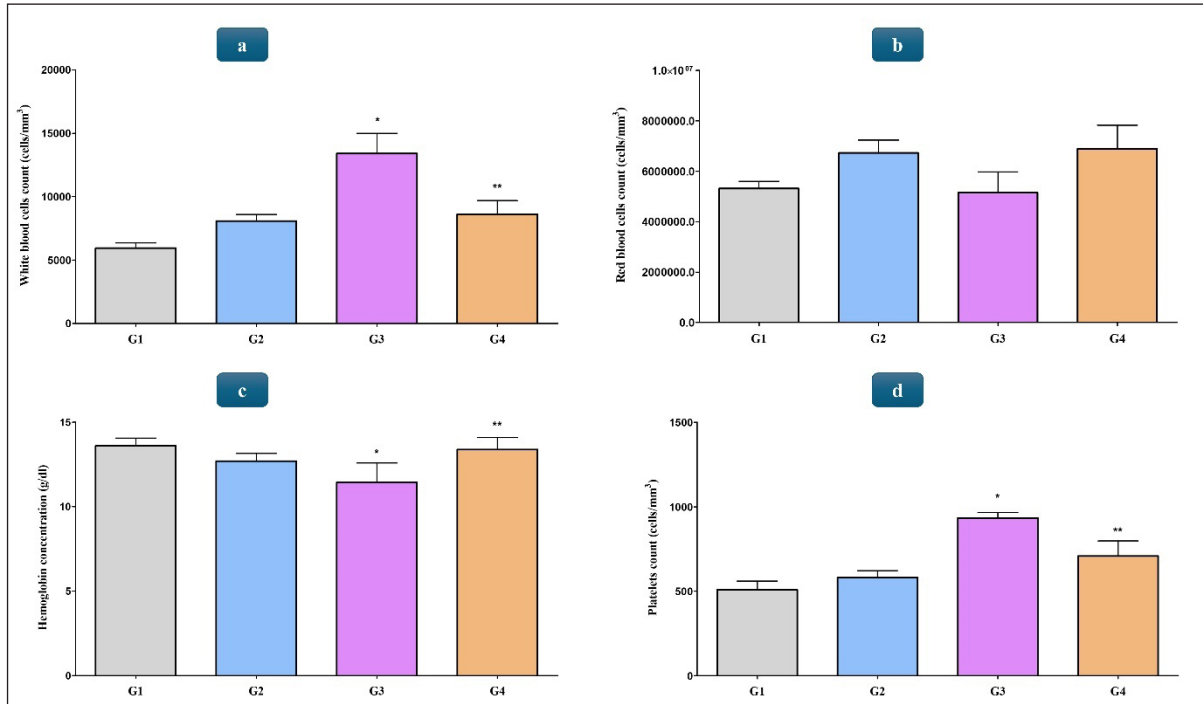 a
White blood cells count (cells/mm³)
20000
15000
10000
5000
0
*
**
G1 G2 G3 G4
b
Red blood cells count (cells/mm³)
1.0×10⁰⁷
8000000.0
6000000.0
4000000.0
2000000.0
0.0
G1 G2 G3 G4
c
Hemoglobin concentration (g/dl)
15
10
5
0
*
**
G1 G2 G3 G4
d
Platelets count (cells/mm³)
1500
1000
500
0
*
**
G1 G2 G3 G4